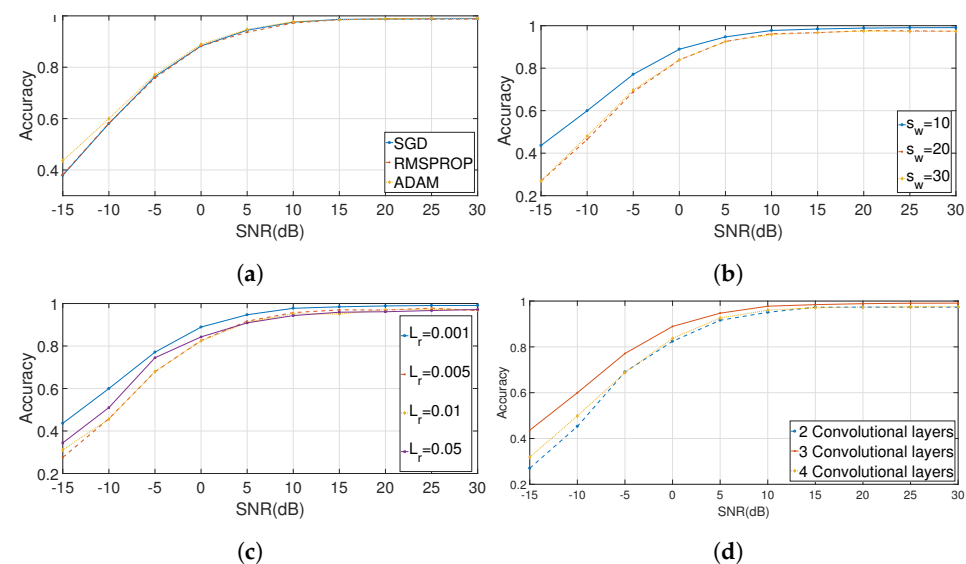 Accuracy
1
0.8
0.6
0.4
-15 -10 -5 0 5 10 15 20 25 30
SNR(dB)
SGD
RMSPROP
ADAM
(a)
Accuracy
1
0.8
0.6
0.4
0.2
-15 -10 -5 0 5 10 15 20 25 30
SNR(dB)
s_w=10
s_w=20
s_w=30
(b)
Accuracy
1
0.8
0.6
0.4
0.2
-15 -10 -5 0 5 10 15 20 25 30
SNR(dB)
L_r=0.001
L_r=0.005
L_r=0.01
L_r=0.05
(c)
Accuracy
1
0.8
0.6
0.4
0.2
-15 -10 -5 0 5 10 15 20 25 30
SNR(dB)
2 Convolutional layers
3 Convolutional layers
4 Convolutional layers
(d)